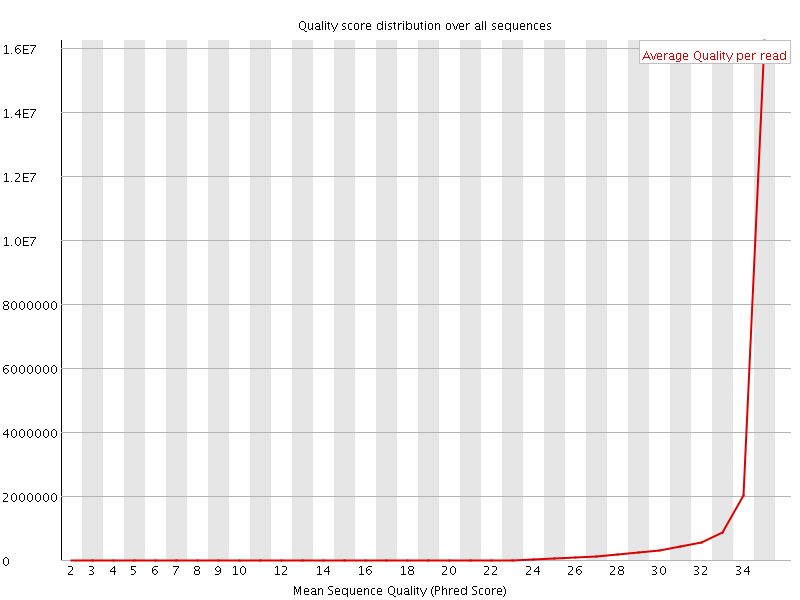 Quality score distribution over all sequences
Average Quality per read
1.6E7
1.4E7
1.2E7
1.0E7
8000000
6000000
4000000
2000000
0
2 3 4 5 6 7 8 9 10 12 14 16 18 20 22 24 26 28 30 32 34
Mean Sequence Quality (Phred Score)